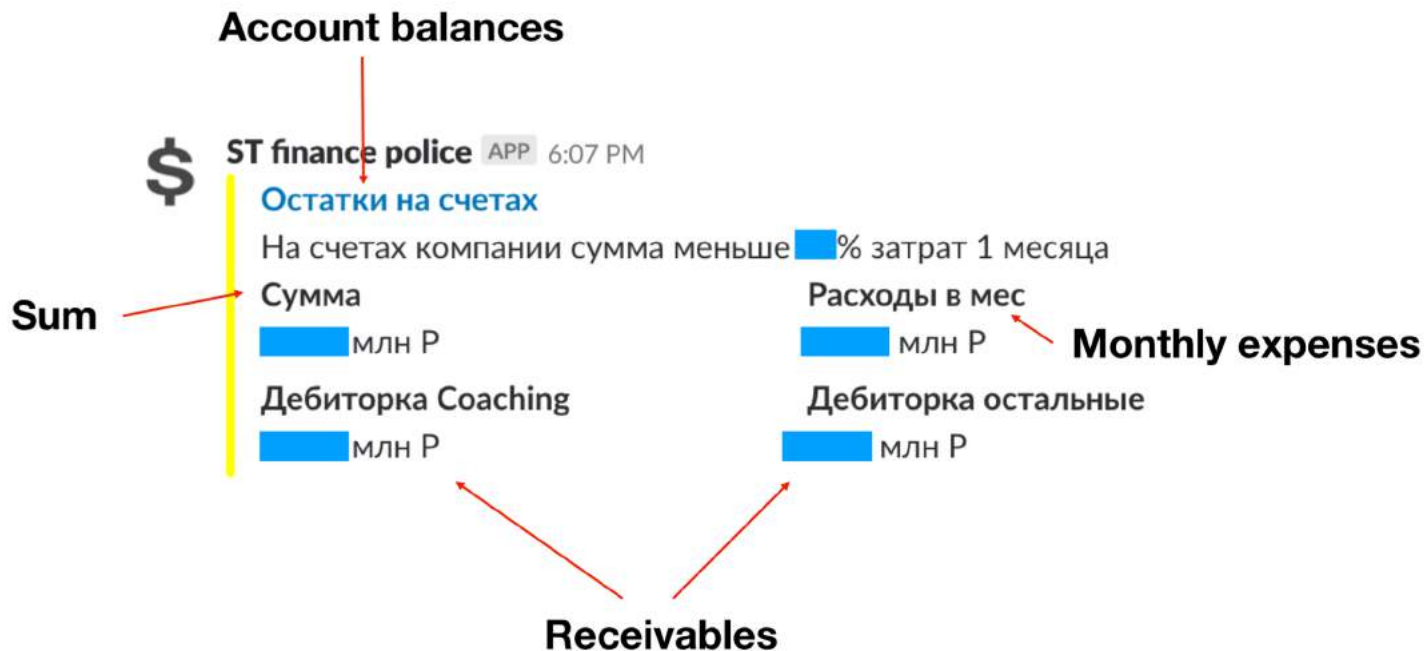 Account balances
$
ST finance police APP 6:07 PM
Остатки на счетах
На счетах компании сумма меньше % затрат 1 месяца
Сумма Расходы в мес
Sum
млн Р млн Р
Monthly expenses
Дебиторка Coaching Дебиторка остальные
млн Р млн Р
Receivables